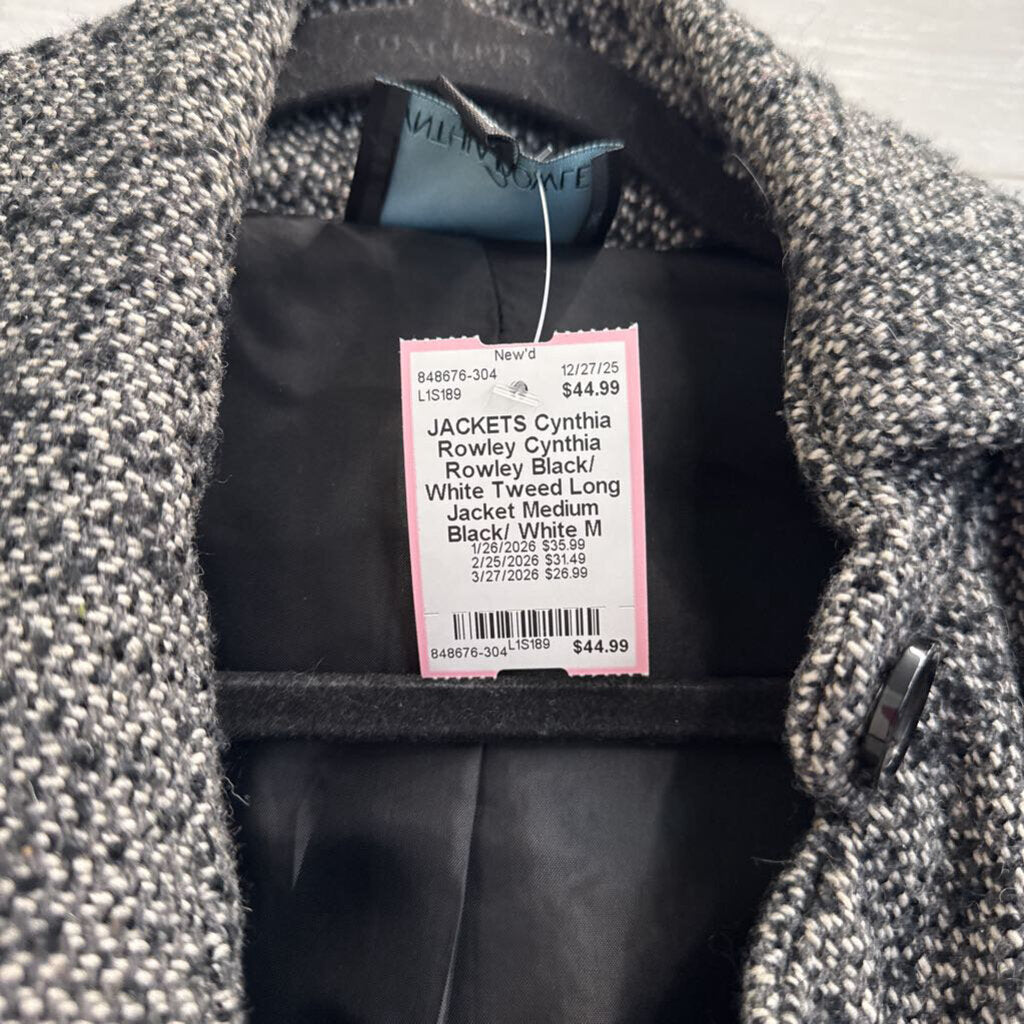 CYNTHIA
ROWLEY
New'd
848676-304 12/27/25
L1S189 $44.99
JACKETS Cynthia
Rowley Cynthia
Rowley Black/
White Tweed Long
Jacket Medium
Black/ White M
1/26/2026 $35.99
2/25/2026 $31.49
3/27/2026 $26.99
848676-304 L1S189 $44.99